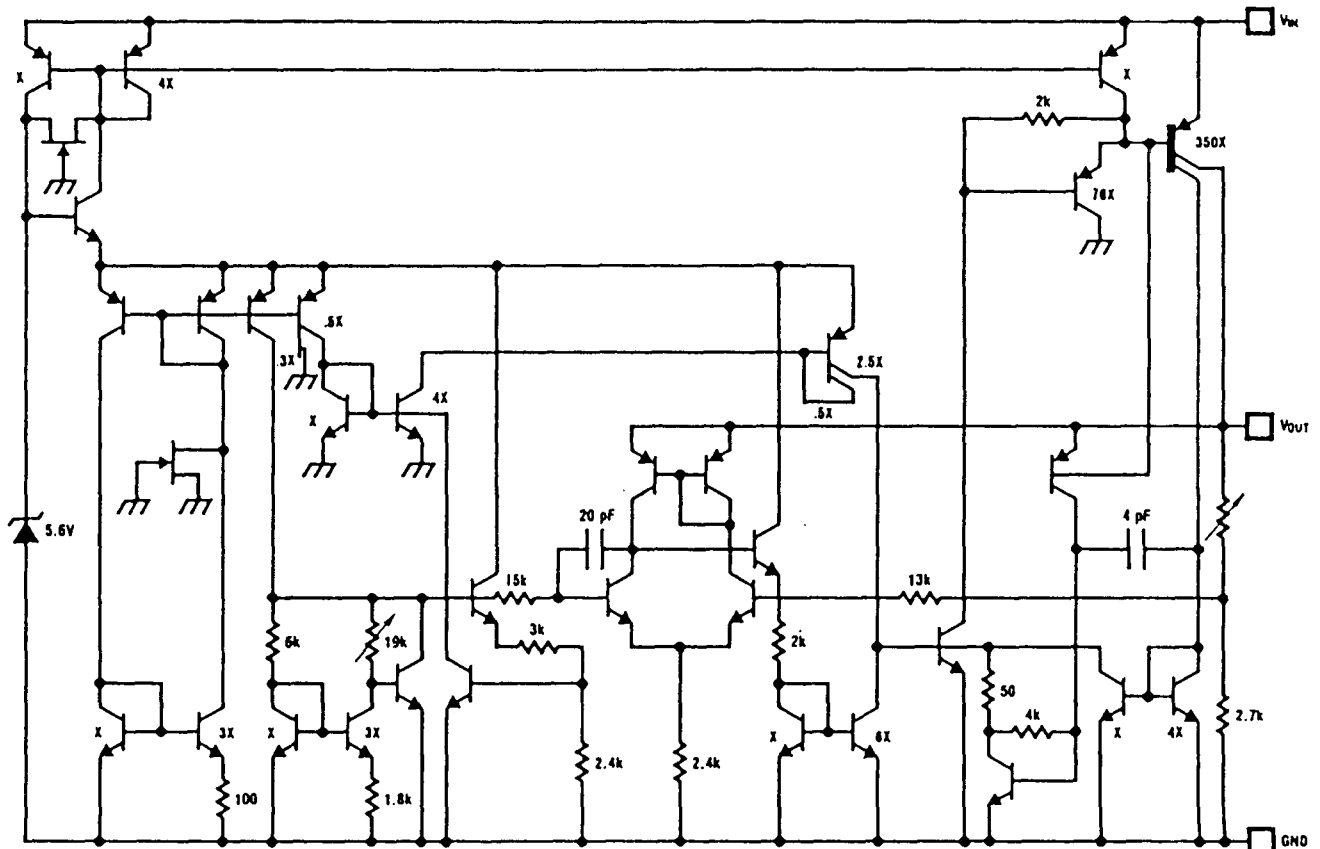 V_IN
X
4X
X
2k
350X
76X
.5X
.3X
4X
2.5X
.5X
X
V_OUT
5.6V
20 pF
4 pF
15k
13k
3k
6k
19k
2k
50
4k
2.7k
X
3X
X
3X
X
6X
X
4X
100
1.8k
2.4k
2.4k
GND